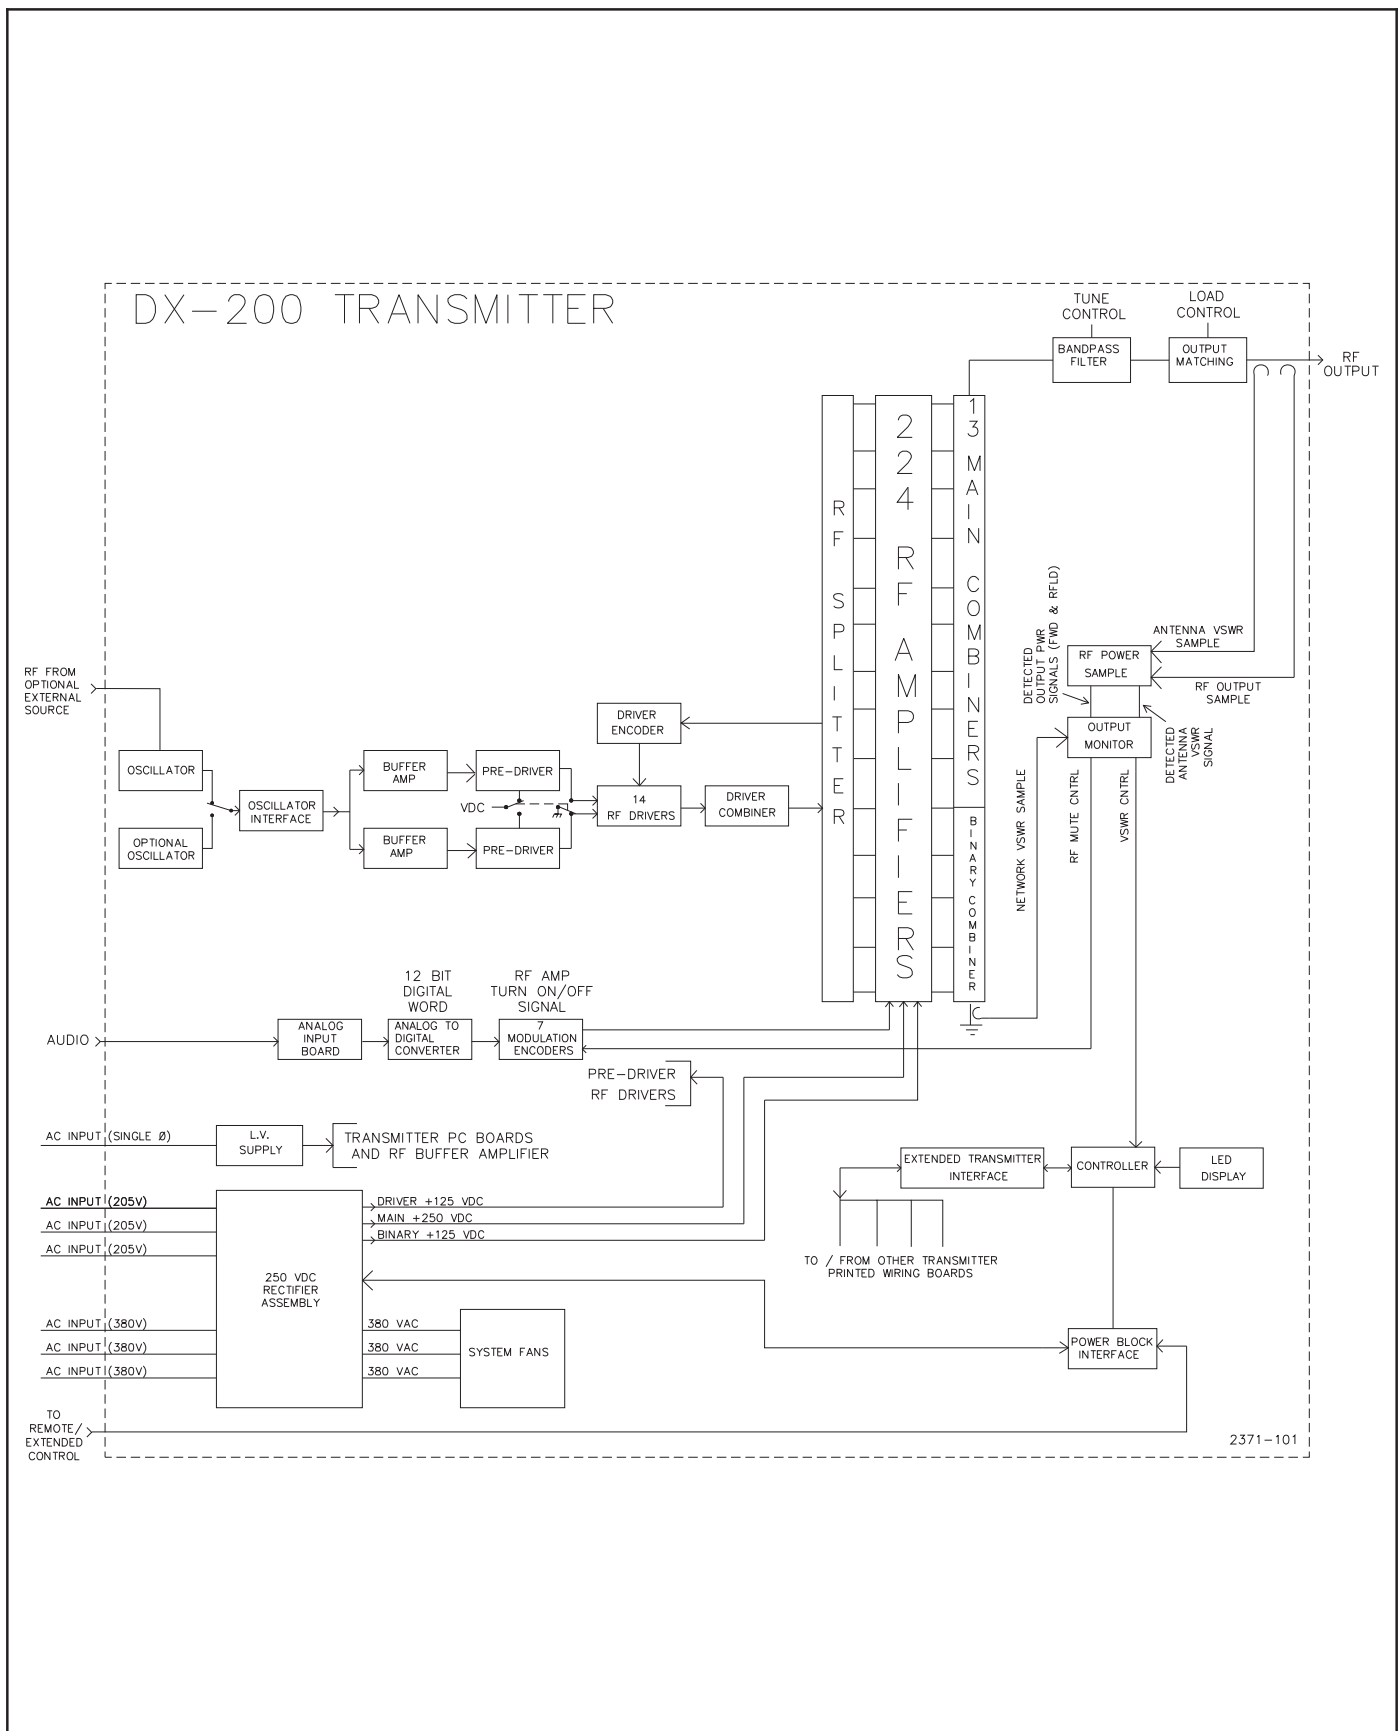 DX-200 TRANSMITTER
TUNE
CONTROL
LOAD
CONTROL
BANDPASS
FILTER
OUTPUT
MATCHING
RF
OUTPUT
RF SPLITTER
224 RF AMPLIFIERS
13 MAIN COMBINERS
BINARY COMBINER
DETECTED
OUTPUT PWR
SIGNALS (FWD & RFLD)
ANTENNA VSWR
SAMPLE
RF POWER
SAMPLE
RF OUTPUT
SAMPLE
OUTPUT
MONITOR
DETECTED
ANTENNA
VSWR
SIGNAL
NETWORK VSWR SAMPLE
RF MUTE CNTRL
VSWR CNTRL
RF FROM
OPTIONAL
EXTERNAL
SOURCE
OSCILLATOR
OPTIONAL
OSCILLATOR
OSCILLATOR
INTERFACE
BUFFER
AMP
BUFFER
AMP
PRE-DRIVER
VDC
PRE-DRIVER
DRIVER
ENCODER
14
RF DRIVERS
DRIVER
COMBINER
12 BIT
DIGITAL
WORD
RF AMP
TURN ON/OFF
SIGNAL
AUDIO
ANALOG
INPUT
BOARD
ANALOG TO
DIGITAL
CONVERTER
7
MODULATION
ENCODERS
PRE-DRIVER
RF DRIVERS
AC INPUT (SINGLE Ø)
L.V.
SUPPLY
TRANSMITTER PC BOARDS
AND RF BUFFER AMPLIFIER
EXTENDED TRANSMITTER
INTERFACE
CONTROLLER
LED
DISPLAY
AC INPUT (205V)
AC INPUT (205V)
AC INPUT (205V)
DRIVER +125 VDC
MAIN +250 VDC
BINARY +125 VDC
TO / FROM OTHER TRANSMITTER
PRINTED WIRING BOARDS
250 VDC
RECTIFIER
ASSEMBLY
AC INPUT (380V)
AC INPUT (380V)
AC INPUT (380V)
380 VAC
380 VAC
380 VAC
SYSTEM FANS
POWER BLOCK
INTERFACE
TO
REMOTE/
EXTENDED
CONTROL
2371-101